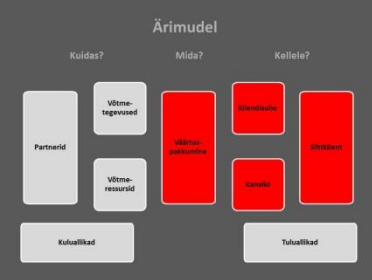 Ärimudel
Kuidas?
Mida?
Kellele?
Partnerid
Võtme-
tegevused
Võtme-
ressursid
Väärtus-
pakkumine
Kliendisuhe
Kanalid
Sihtklient
Kuluallikad
Tuluallikad